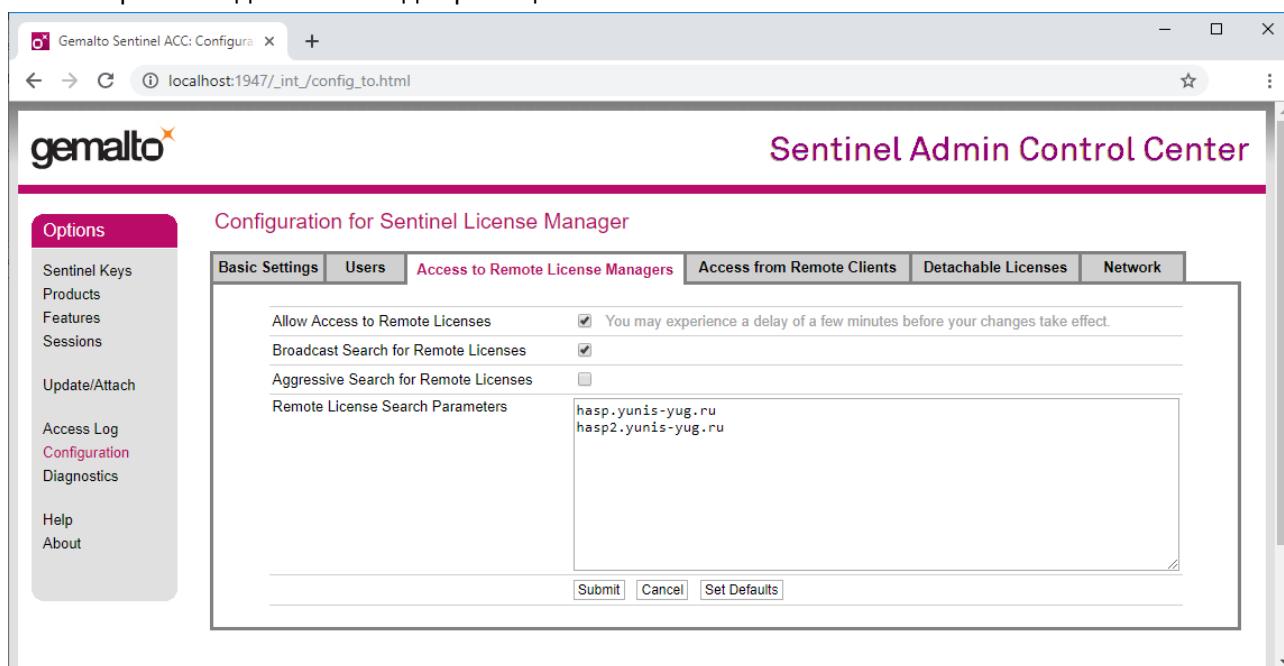 Gemalto Sentinel ACC: Configura
localhost:1947/_int_/config_to.html
gemalto
Sentinel Admin Control Center
Options
Sentinel Keys
Products
Features
Sessions
Update/Attach
Access Log
Configuration
Diagnostics
Help
About
Configuration for Sentinel License Manager
Basic Settings Users Access to Remote License Managers Access from Remote Clients Detachable Licenses Network
Allow Access to Remote Licenses You may experience a delay of a few minutes before your changes take effect.
Broadcast Search for Remote Licenses
Aggressive Search for Remote Licenses
Remote License Search Parameters
hasp.yunis-yug.ru
hasp2.yunis-yug.ru
Submit Cancel Set Defaults